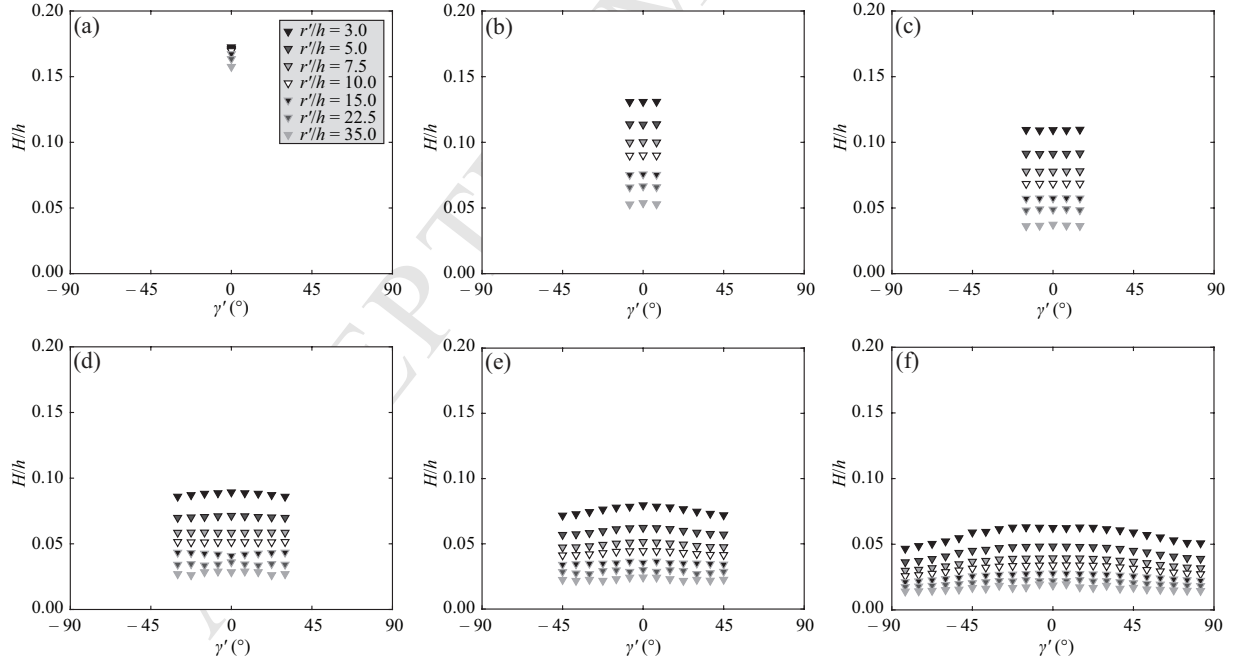 0.20
(a)
r'/h = 3.0
r'/h = 5.0
r'/h = 7.5
r'/h = 10.0
r'/h = 15.0
r'/h = 22.5
r'/h = 35.0
0.15
H/h
0.10
0.05
0.00
−90 −45 0 45 90
γ' (°)
0.20
(b)
0.15
H/h
0.10
0.05
0.00
−90 −45 0 45 90
γ' (°)
0.20
(c)
0.15
H/h
0.10
0.05
0.00
−90 −45 0 45 90
γ' (°)
0.20
(d)
0.15
H/h
0.10
0.05
0.00
−90 −45 0 45 90
γ' (°)
0.20
(e)
0.15
H/h
0.10
0.05
0.00
−90 −45 0 45 90
γ' (°)
0.20
(f)
0.15
H/h
0.10
0.05
0.00
−90 −45 0 45 90
γ' (°)